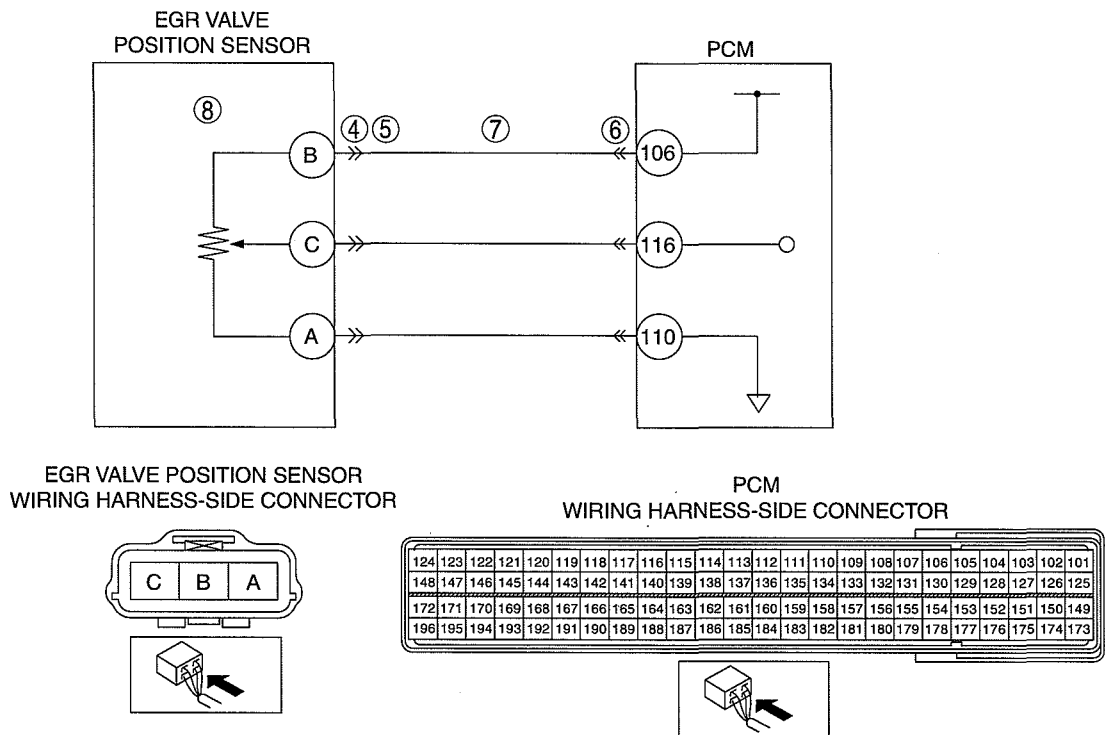 EGR VALVE
POSITION SENSOR
PCM
⑧
④ ⑤ ⑦ ⑥
B 106
C 116
A 110
EGR VALVE POSITION SENSOR
WIRING HARNESS-SIDE CONNECTOR
C B A
PCM
WIRING HARNESS-SIDE CONNECTOR
124 123 122 121 120 119 118 117 116 115 114 113 112 111 110 109 108 107 106 105 104 103 102 101
148 147 146 145 144 143 142 141 140 139 138 137 136 135 134 133 132 131 130 129 128 127 126 125
172 171 170 169 168 167 166 165 164 163 162 161 160 159 158 157 156 155 154 153 152 151 150 149
196 195 194 193 192 191 190 189 188 187 186 185 184 183 182 181 180 179 178 177 176 175 174 173